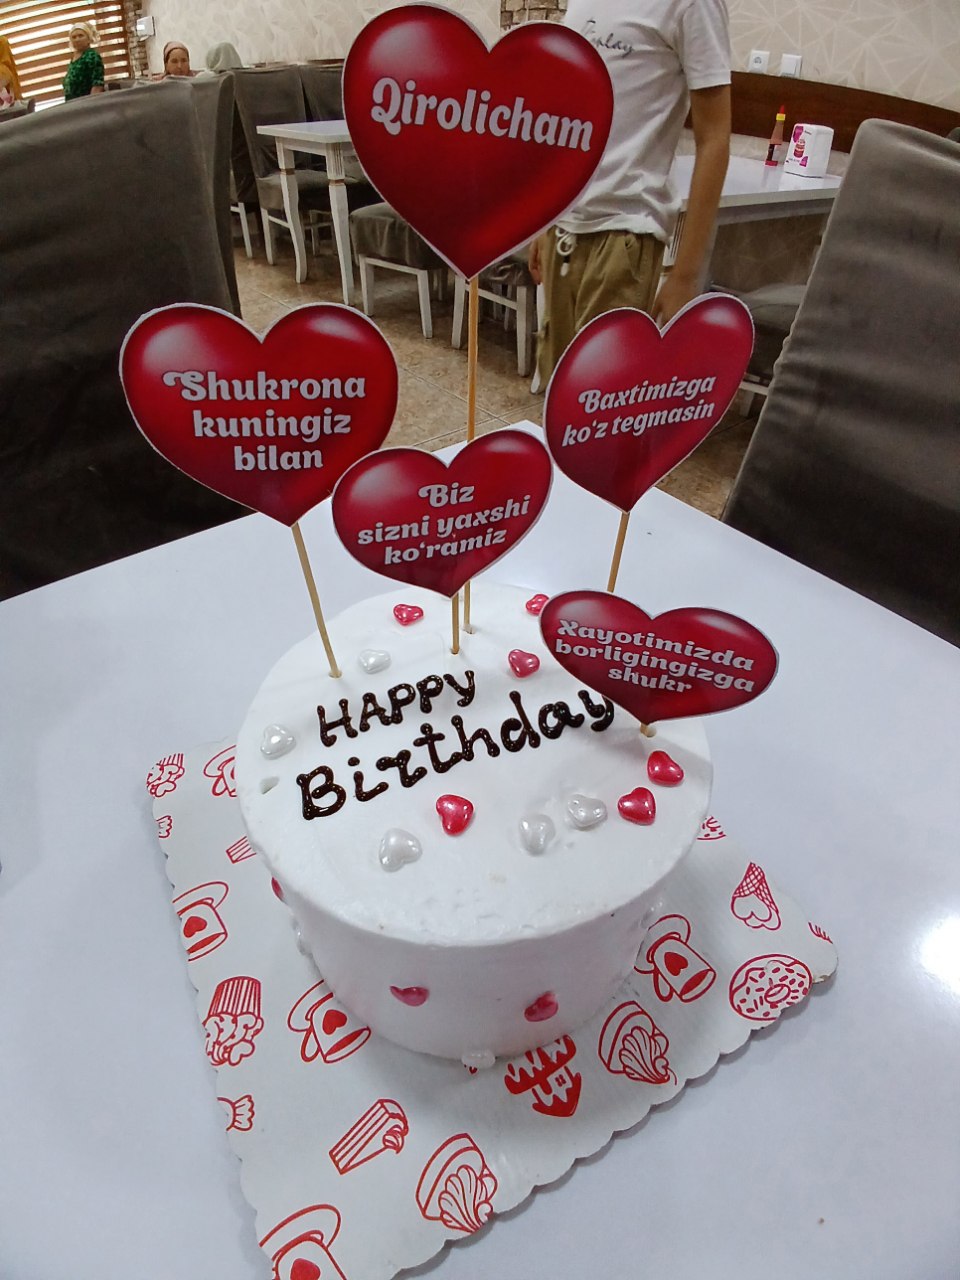 Qirolicham
Shukrona
kuningiz
bilan
Baxtimizga
ko'z tegmasin
Biz
sizni yaxshi
ko'ramiz
Xayotimizda
borligingizga
shukr
HAPPY
Birthday